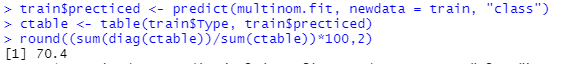 > train$precticed <- predict(multinom.fit, newdata = train, "class")
> ctable <- table(train$Type, train$precticed)
> round((sum(diag(ctable))/sum(ctable))*100,2)
[1] 70.4